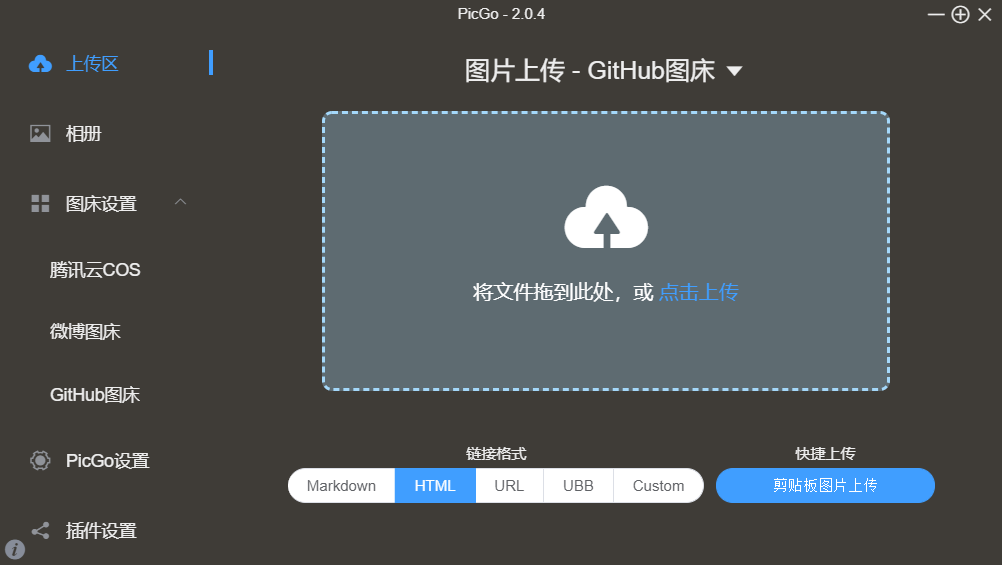 PicGo - 2.0.4
上传区
相册
图床设置
腾讯云COS
微博图床
GitHub图床
PicGo设置
插件设置
图片上传 - GitHub图床
将文件拖到此处，或 点击上传
链接格式
Markdown HTML URL UBB Custom
快捷上传
剪贴板图片上传